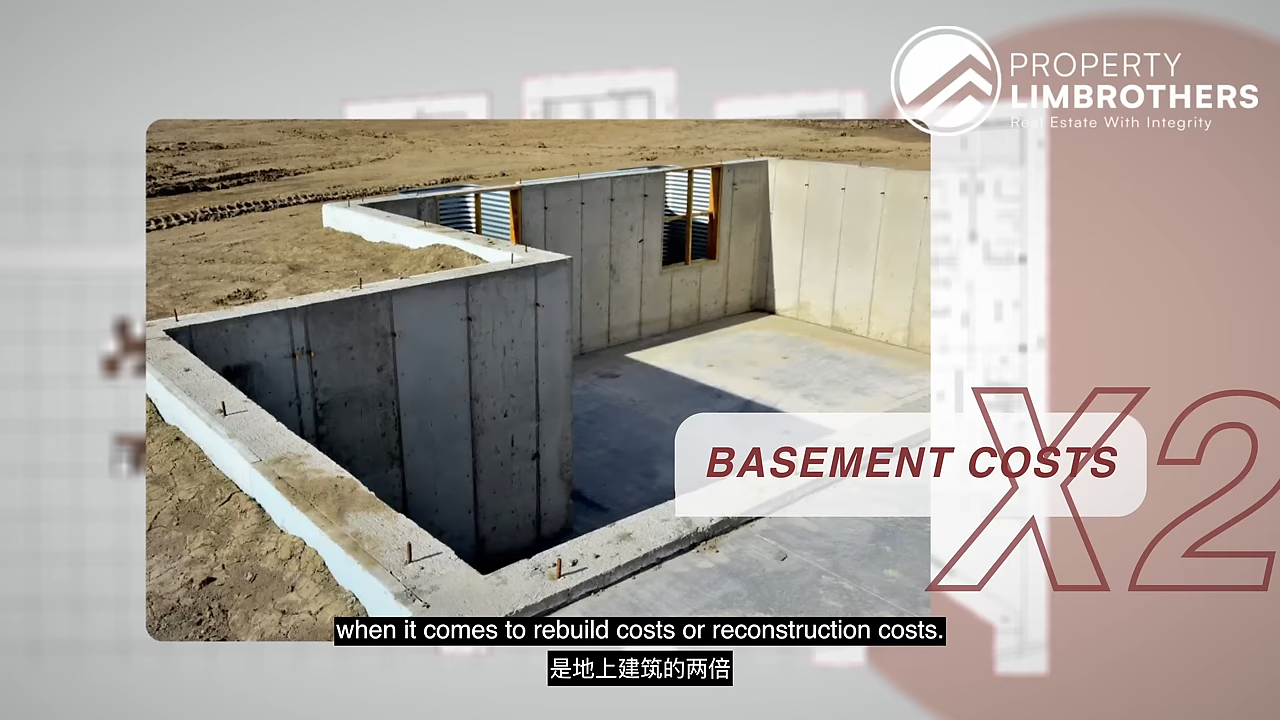 PROPERTY
LIMBROTHERS
Real Estate With Integrity
BASEMENT COSTS
X2
when it comes to rebuild costs or reconstruction costs.
是地上建筑的两倍